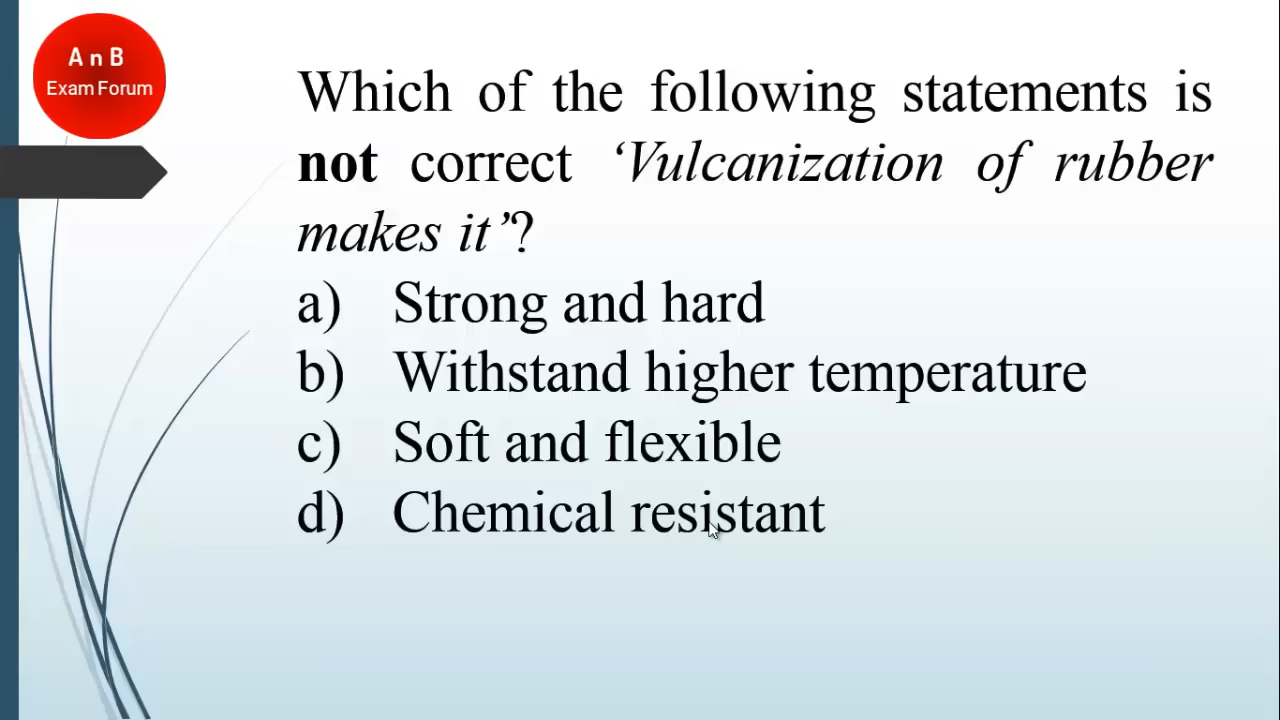 A n B
Exam Forum
Which of the following statements is
not correct ‘Vulcanization of rubber
makes it’?
a) Strong and hard
b) Withstand higher temperature
c) Soft and flexible
d) Chemical resistant